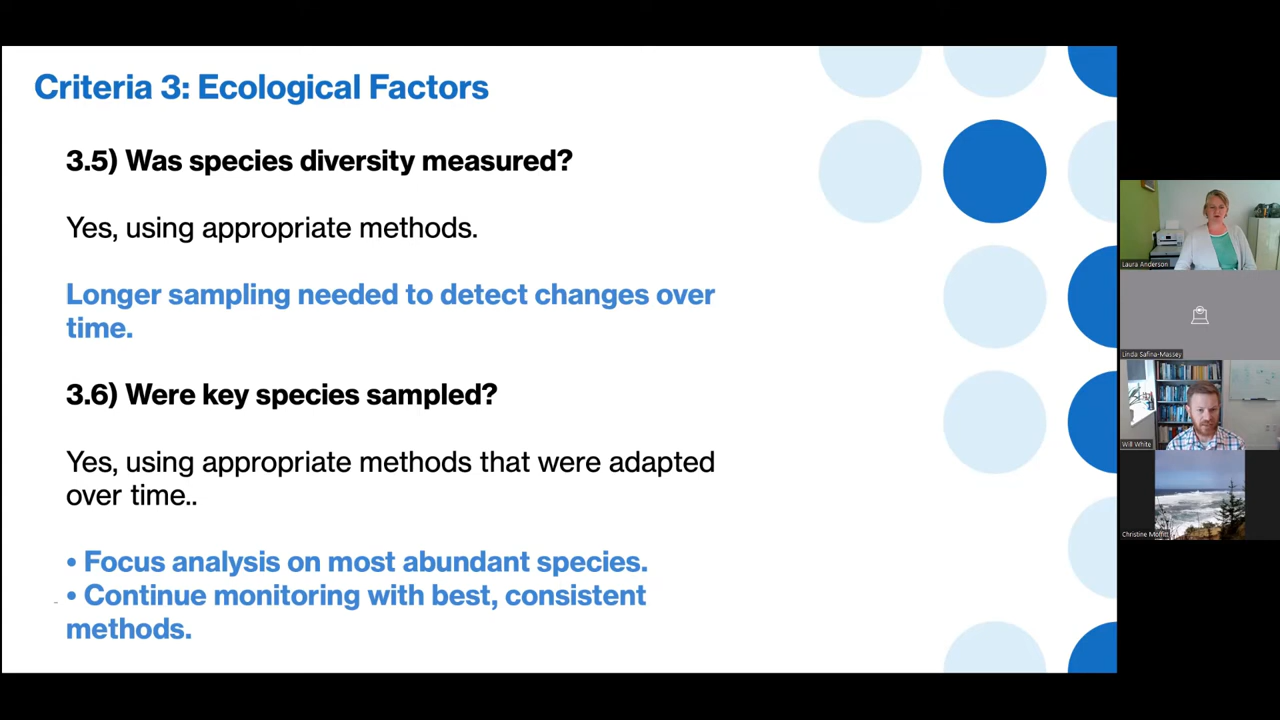 Criteria 3: Ecological Factors
3.5) Was species diversity measured?
Yes, using appropriate methods.
Longer sampling needed to detect changes over
time.
3.6) Were key species sampled?
Yes, using appropriate methods that were adapted
over time..
• Focus analysis on most abundant species.
• Continue monitoring with best, consistent
methods.
Laura Anderson
Linda Safina-Massey
Will White
Christine Moffitt